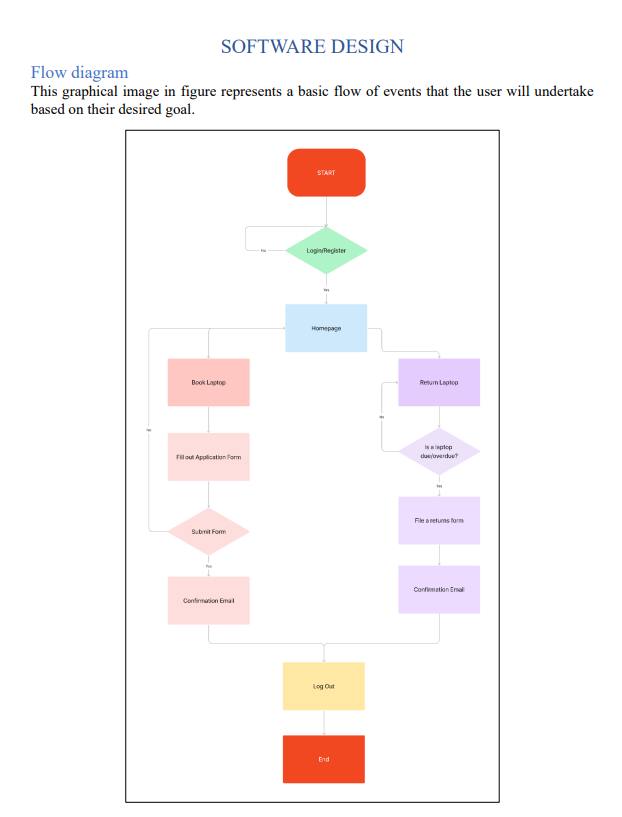 SOFTWARE DESIGN
Flow diagram
This graphical image in figure represents a basic flow of events that the user will undertake
based on their desired goal.
START
Login/Register
No
Yes
Homepage
Book Laptop
Return Laptop
No
No
Fill out Application Form
Is a laptop
due/overdue?
Yes
File a returns form
Submit Form
Yes
Confirmation Email
Confirmation Email
Log Out
End